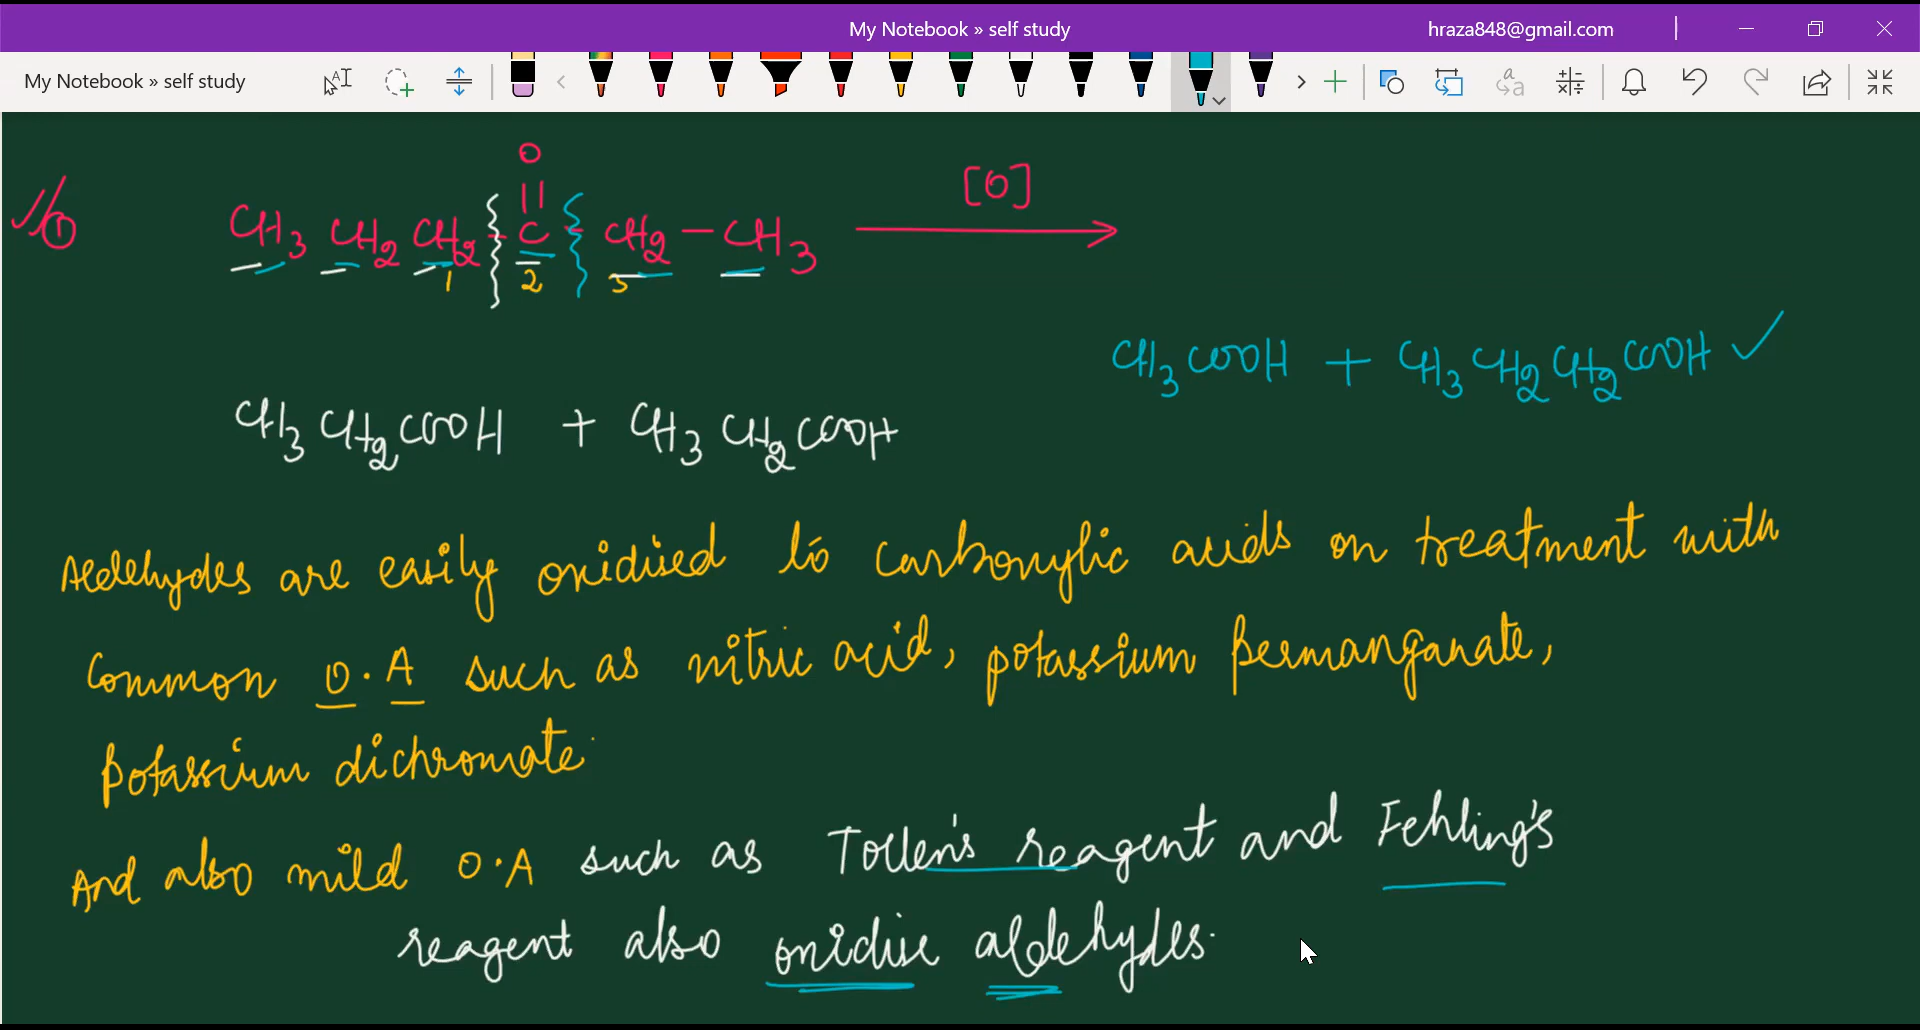 My Notebook » self study
hraza848@gmail.com
My Notebook » self study
① CH3 CH2 CH2 - C - CH2 - CH3 [O]
O
1 2 3
CH3COOH + CH3 CH2 CH2 COOH ✓
CH3 CH2 COOH + CH3 CH2 COOH
Aldehydes are easily oxidised to carboxylic acids on treatment with
common O.A such as nitric acid, potassium permanganate,
potassium dichromate.
And also mild O.A such as Tollen's reagent and Fehling's
reagent also oxidise aldehydes.